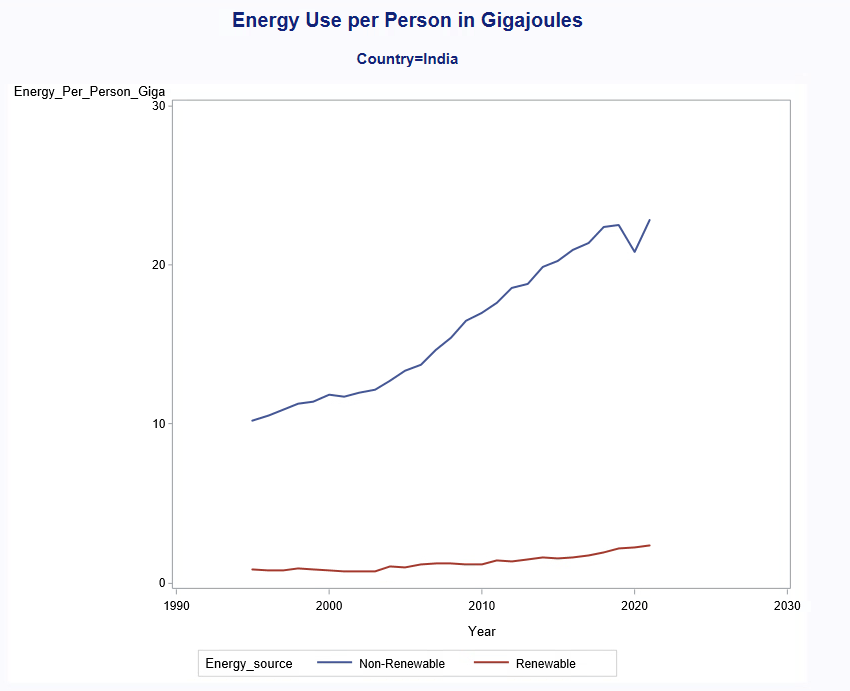 Energy Use per Person in Gigajoules
Country=India
Energy_Per_Person_Giga
30
20
10
0
1990 2000 2010 2020 2030
Year
Energy_source Non-Renewable Renewable